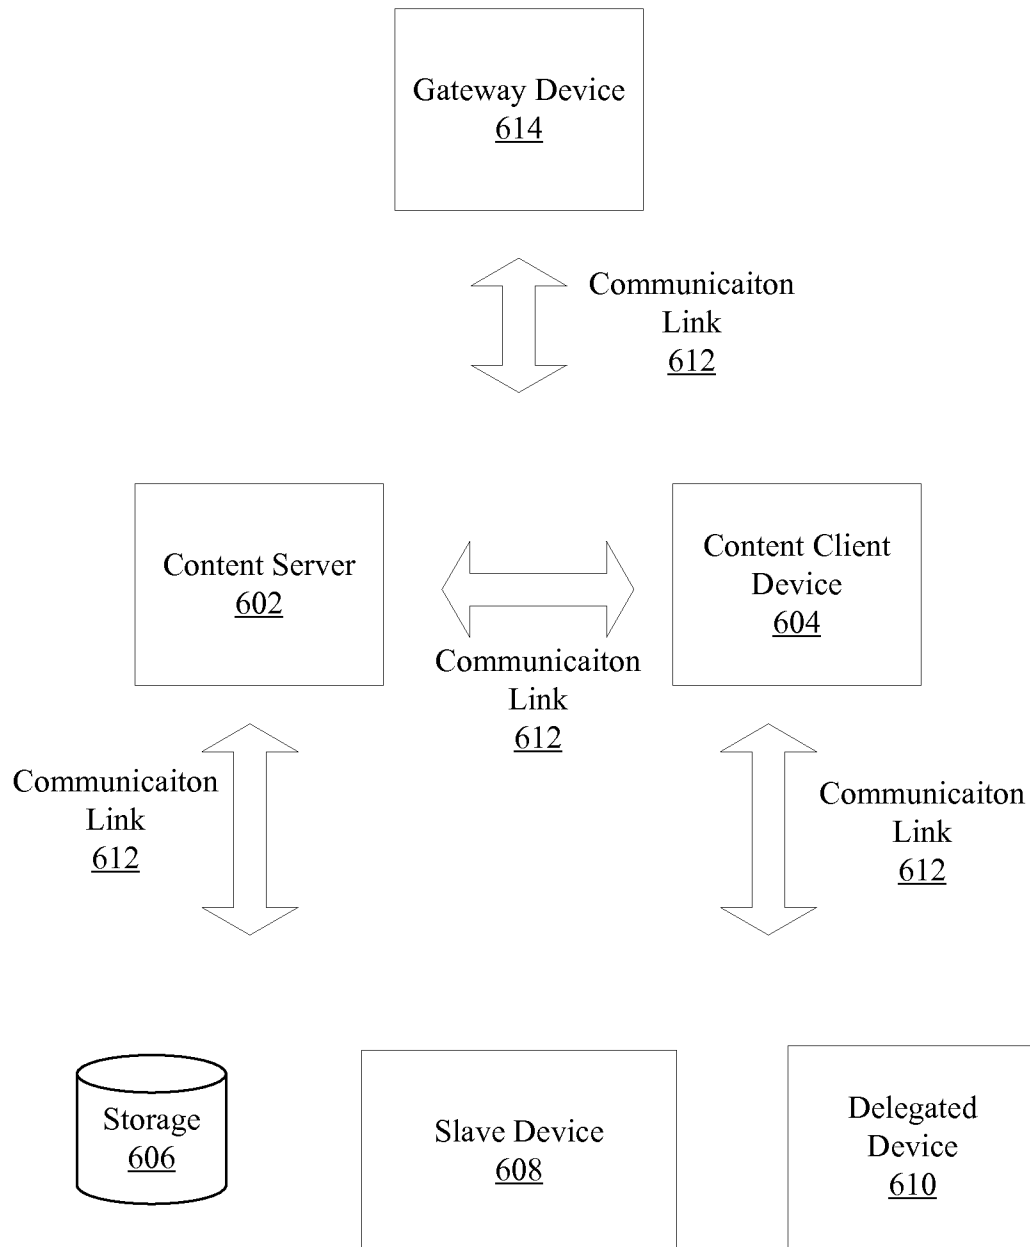 Gateway Device
614
Communicaiton
Link
612
Content Server
602
Content Client
Device
604
Communicaiton
Link
612
Communicaiton
Link
612
Communicaiton
Link
612
Storage
606
Slave Device
608
Delegated
Device
610